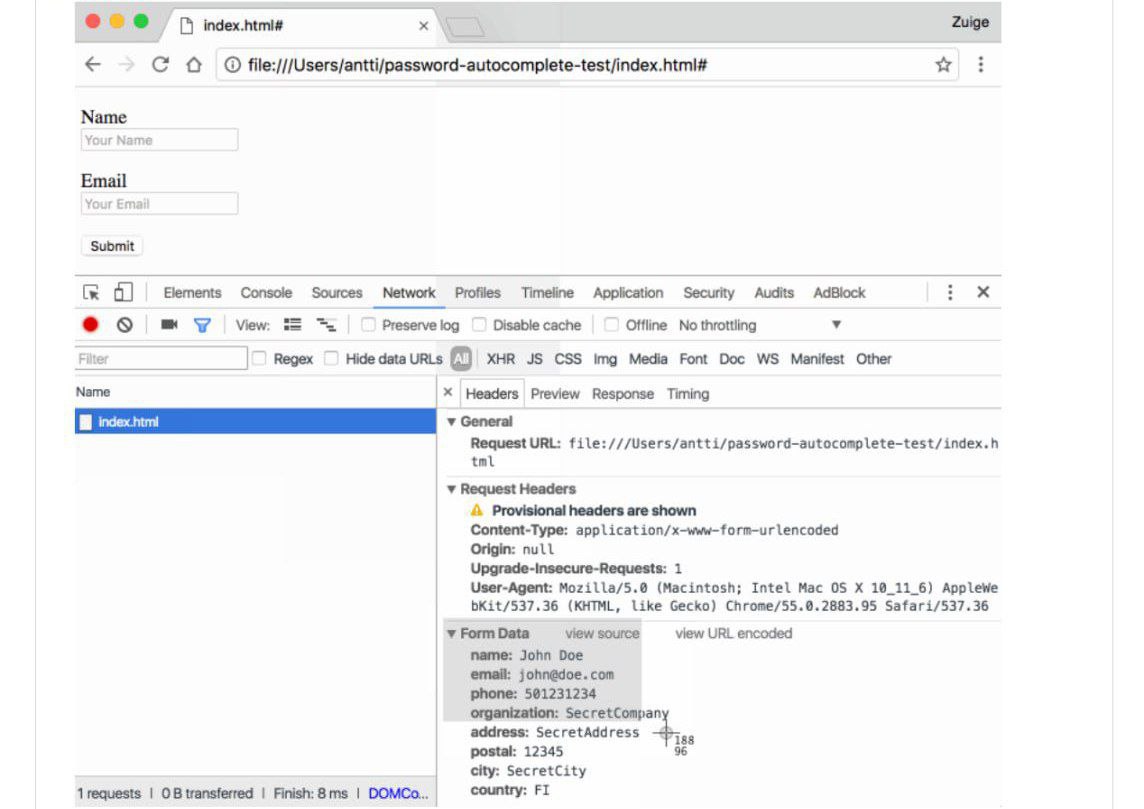 index.html#
Zuige
file:///Users/antti/password-autocomplete-test/index.html#
Name
Your Name
Email
Your Email
Submit
Elements Console Sources Network Profiles Timeline Application Security Audits AdBlock
View: Preserve log Disable cache Offline No throttling
Filter Regex Hide data URLs All XHR JS CSS Img Media Font Doc WS Manifest Other
Name
index.html
Headers Preview Response Timing
General
Request URL: file:///Users/antti/password-autocomplete-test/index.h
tml
Request Headers
Provisional headers are shown
Content-Type: application/x-www-form-urlencoded
Origin: null
Upgrade-Insecure-Requests: 1
User-Agent: Mozilla/5.0 (Macintosh; Intel Mac OS X 10_11_6) AppleWe
bKit/537.36 (KHTML, like Gecko) Chrome/55.0.2883.95 Safari/537.36
Form Data view source view URL encoded
name: John Doe
email: john@doe.com
phone: 501231234
organization: SecretCompany
address: SecretAddress
188
96
postal: 12345
city: SecretCity
country: FI
1 requests | 0 B transferred | Finish: 8 ms | DOMCo...